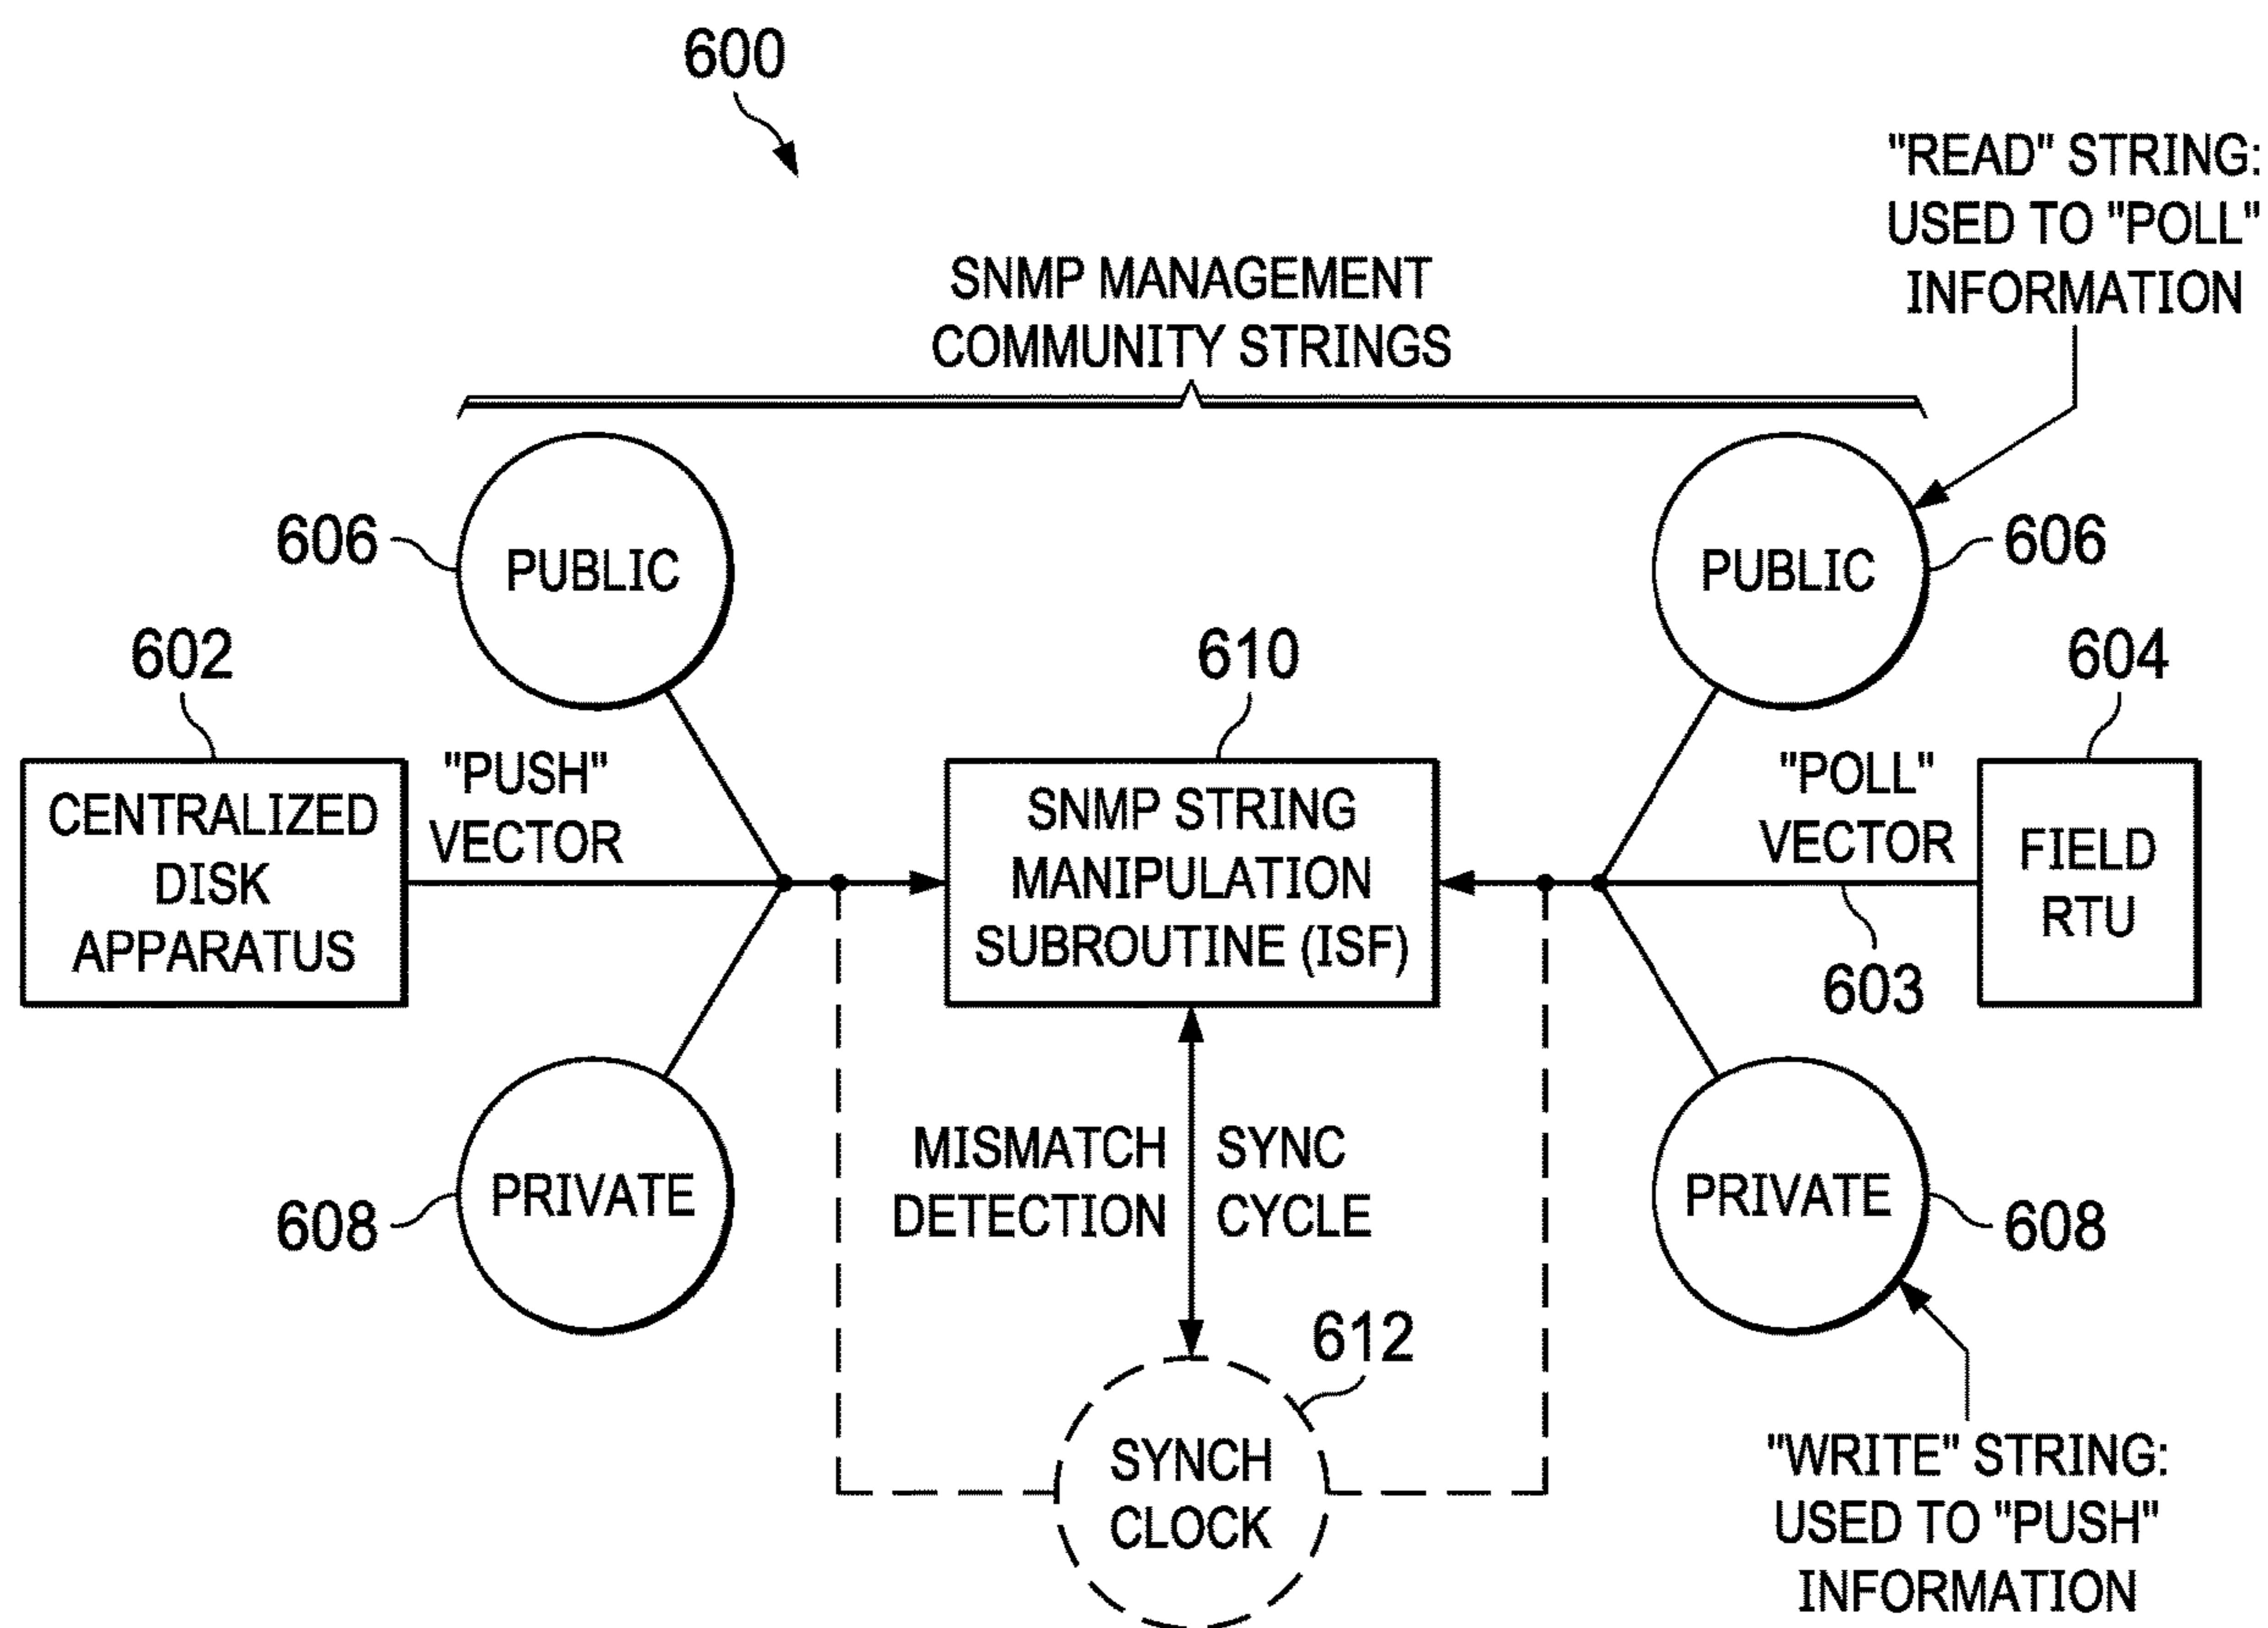 600
"READ" STRING:
USED TO "POLL"
INFORMATION
SNMP MANAGEMENT
COMMUNITY STRINGS
606
PUBLIC
PUBLIC
606
602
610
604
CENTRALIZED
DISK
APPARATUS
"PUSH"
VECTOR
SNMP STRING
MANIPULATION
SUBROUTINE (ISF)
"POLL"
VECTOR
603
FIELD
RTU
608
PRIVATE
MISMATCH
DETECTION
SYNC
CYCLE
PRIVATE
608
612
SYNCH
CLOCK
"WRITE" STRING:
USED TO "PUSH"
INFORMATION